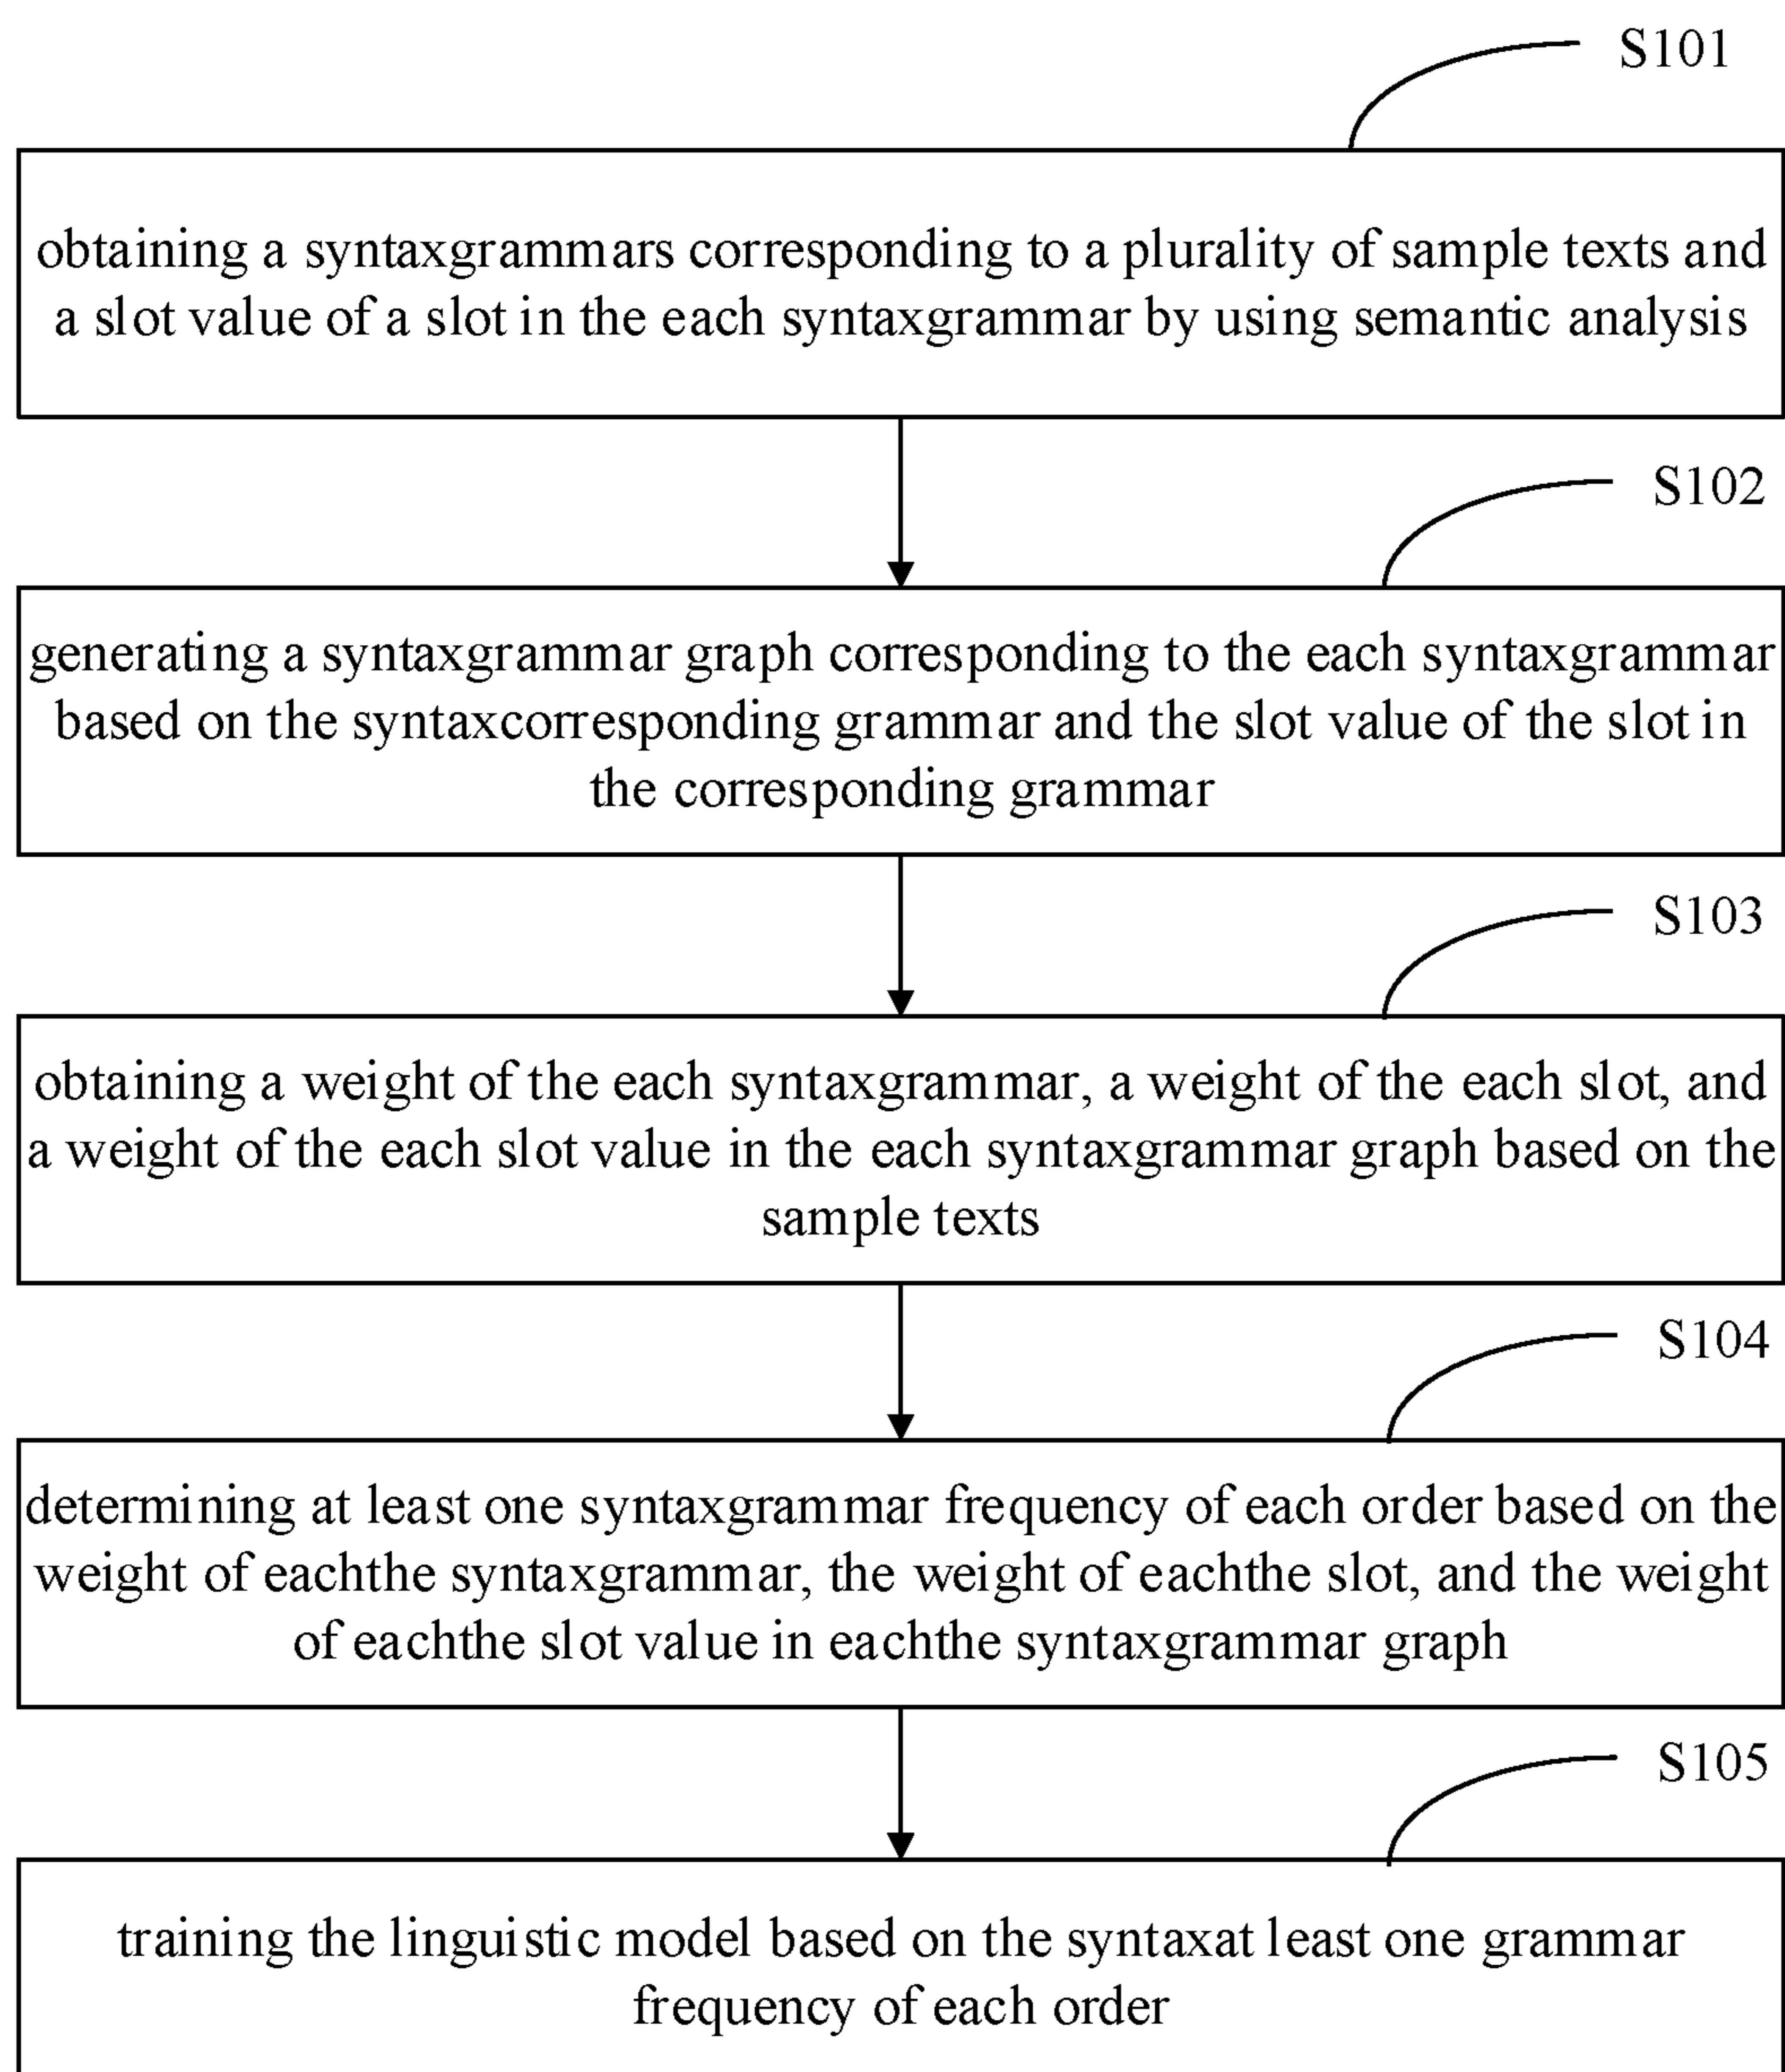 S101
obtaining a syntaxgrammars corresponding to a plurality of sample texts and
a slot value of a slot in the each syntaxgrammar by using semantic analysis
S102
generating a syntaxgrammar graph corresponding to the each syntaxgrammar
based on the syntaxcorresponding grammar and the slot value of the slot in
the corresponding grammar
S103
obtaining a weight of the each syntaxgrammar, a weight of the each slot, and
a weight of the each slot value in the each syntaxgrammar graph based on the
sample texts
S104
determining at least one syntaxgrammar frequency of each order based on the
weight of eachthe syntaxgrammar, the weight of eachthe slot, and the weight
of eachthe slot value in eachthe syntaxgrammar graph
S105
training the linguistic model based on the syntaxat least one grammar
frequency of each order